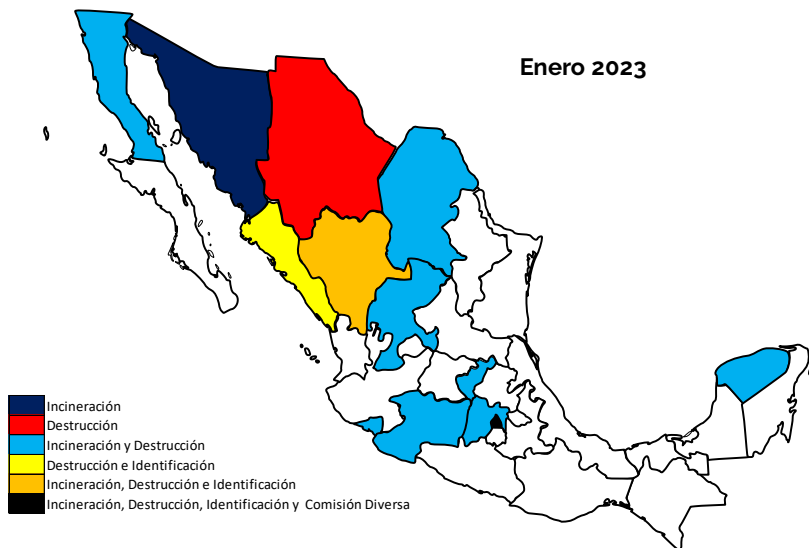 Enero 2023
Incineración
Destrucción
Incineración y Destrucción
Destrucción e Identificación
Incineración, Destrucción e Identificación
Incineración, Destrucción, Identificación y Comisión Diversa